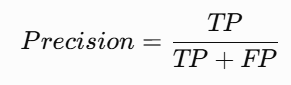 Precision = TP / (TP + FP)